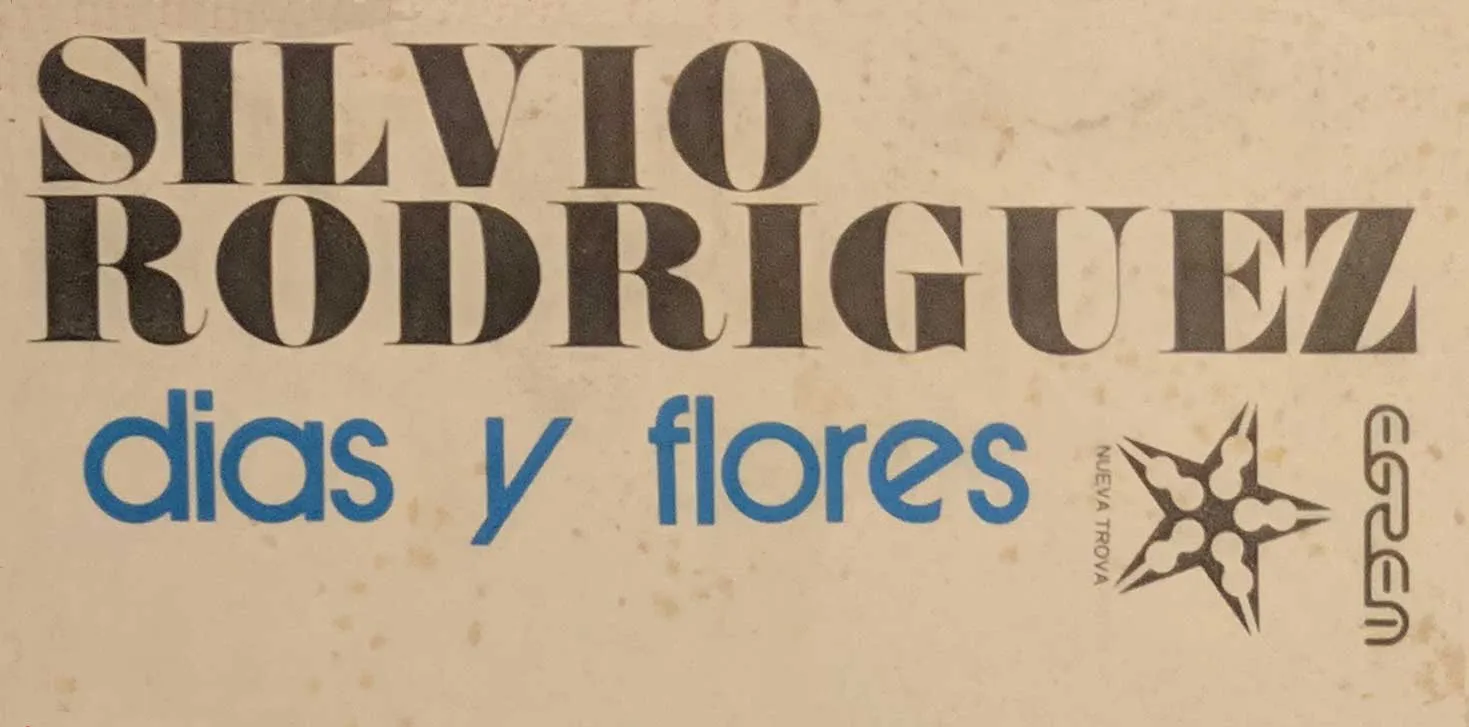 SILVIO
RODRIGUEZ
dias y flores
NUEVA TROVA
EGREM